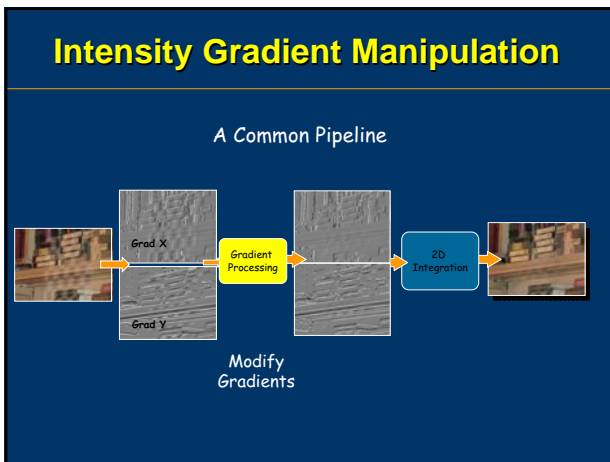 Intensity Gradient Manipulation
A Common Pipeline
Grad X
Gradient
Processing
2D
Integration
Grad Y
Modify
Gradients